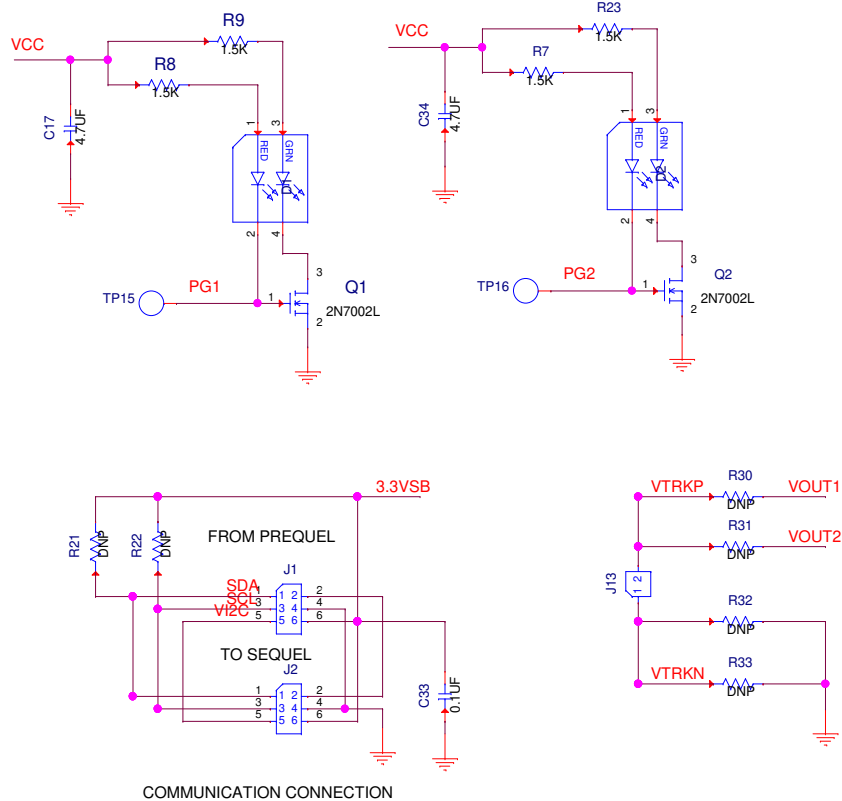 R9
VCC
1.5K
R8
1.5K
C17
4.7UF
1
3
RED
GRN
D1
2
4
PG1
TP15
1
3
Q1
2N7002L
2
R23
VCC
1.5K
R7
1.5K
C34
4.7UF
1
3
RED
GRN
D2
2
4
PG2
TP16
1
3
Q2
2N7002L
2
3.3VSB
R21
DNP
R22
DNP
FROM PREQUEL
J1
SDA
SCL
VI2C
1
3
5
1 2
3 4
5 6
2
4
6
TO SEQUEL
J2
1
3
5
1 2
3 4
5 6
2
4
6
C33
0.1UF
COMMUNICATION CONNECTION
VTRKP
R30
DNP
VOUT1
R31
DNP
VOUT2
J13
1 2
R32
DNP
VTRKN
R33
DNP